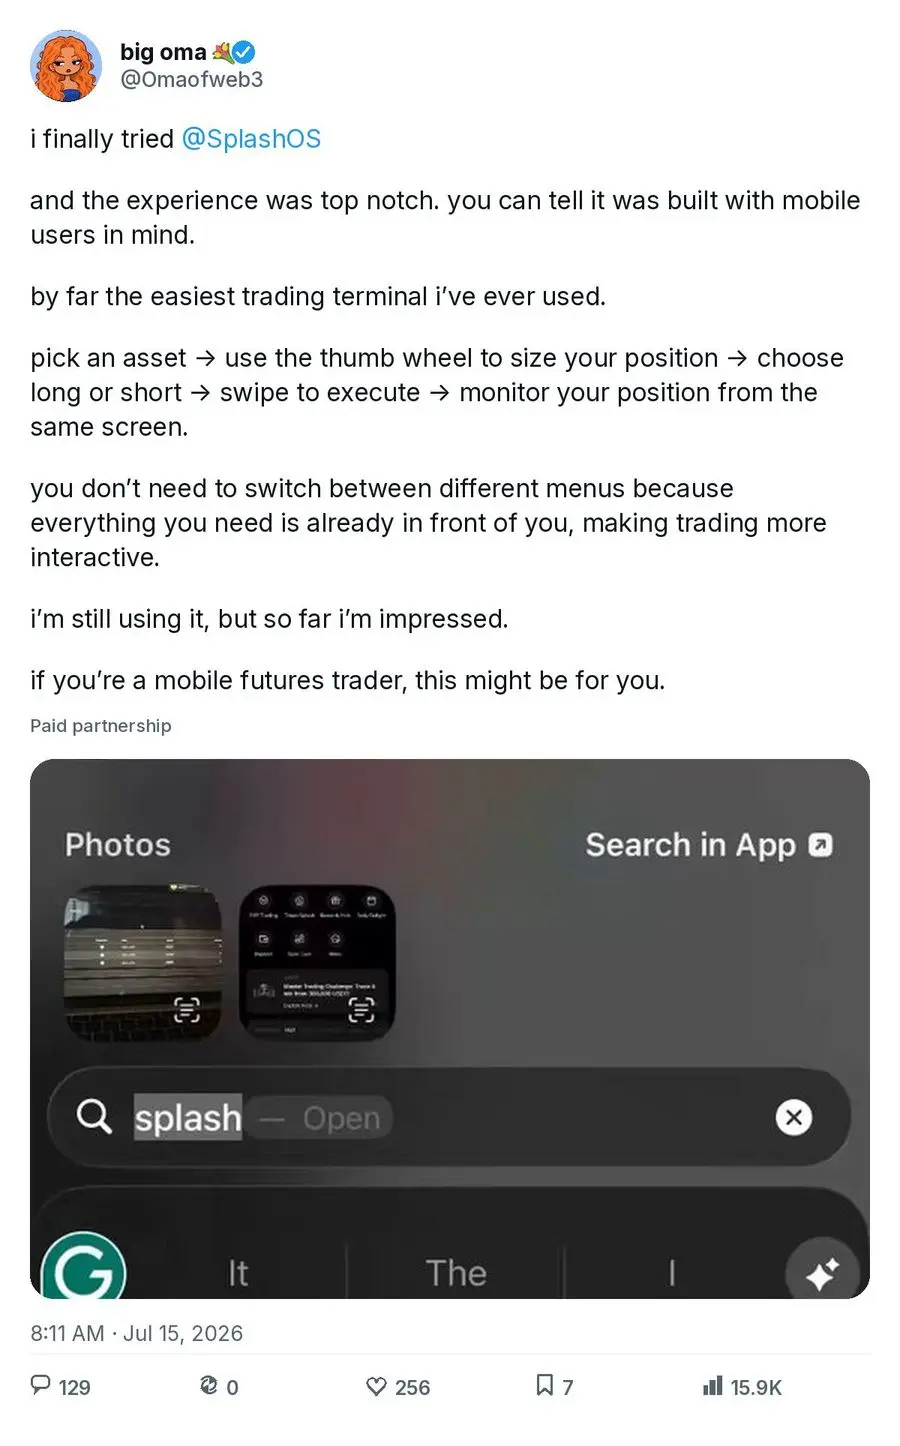 big oma
@Omaofweb3
i finally tried @SplashOS
and the experience was top notch. you can tell it was built with mobile
users in mind.
by far the easiest trading terminal i’ve ever used.
pick an asset → use the thumb wheel to size your position → choose
long or short → swipe to execute → monitor your position from the
same screen.
you don’t need to switch between different menus because
everything you need is already in front of you, making trading more
interactive.
i’m still using it, but so far i’m impressed.
if you’re a mobile futures trader, this might be for you.
Paid partnership
Photos
Search in App
splash — Open
It The I
8:11 AM · Jul 15, 2026
129 0 256 7 15.9K